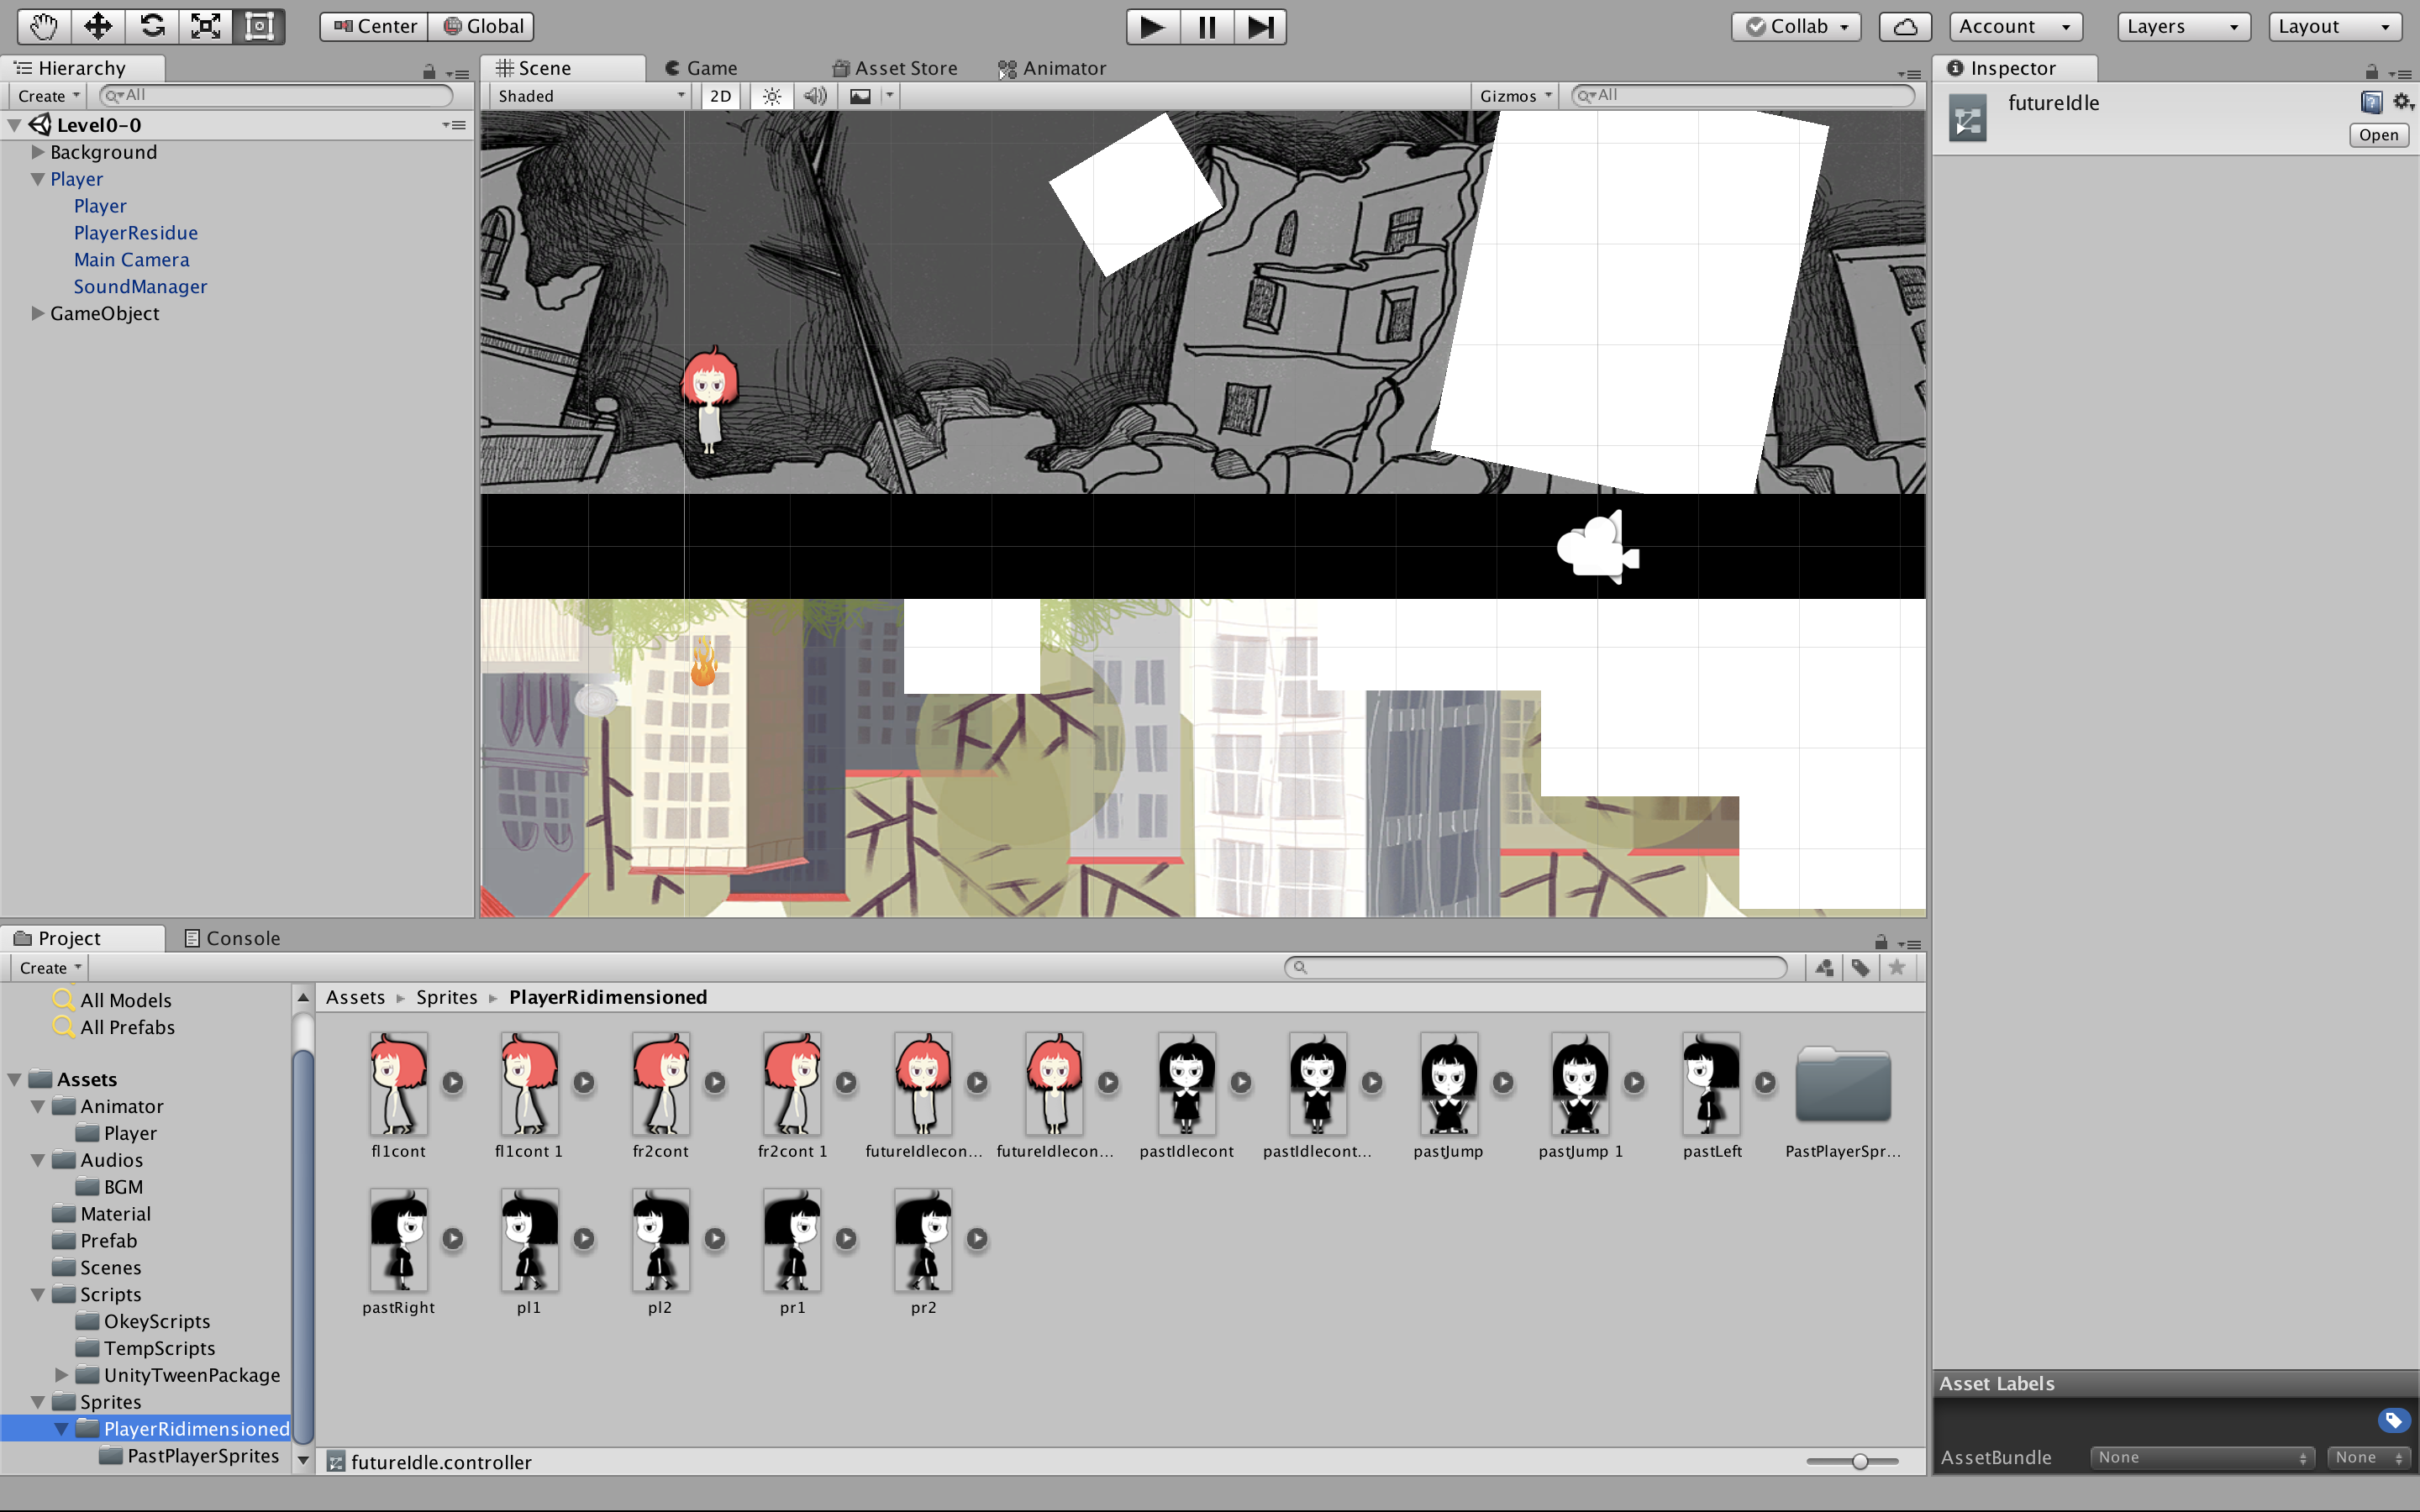 Center Global Collab Account Layers Layout
Hierarchy
Create All
Level0-0
Background
Player
Player
PlayerResidue
Main Camera
SoundManager
GameObject
Scene Game Asset Store Animator
Shaded 2D Gizmos All
Inspector
futureIdle
Open
Project Console
Create
All Models
All Prefabs
Assets
Animator
Player
Audios
BGM
Material
Prefab
Scenes
Scripts
OkeyScripts
TempScripts
UnityTweenPackage
Sprites
PlayerRidimensioned
PastPlayerSprites
Assets Sprites PlayerRidimensioned
fl1cont fl1cont 1 fr2cont fr2cont 1 futureIdlecon... futureIdlecon... pastIdlecont pastIdlecont... pastJump pastJump 1 pastLeft PastPlayerSpr...
pastRight pl1 pl2 pr1 pr2
futureIdle.controller
Asset Labels
AssetBundle None None